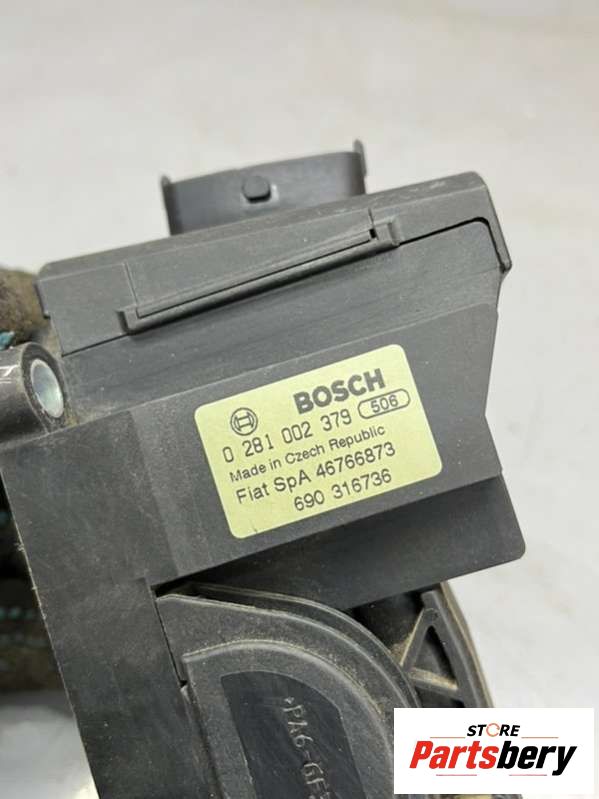 BOSCH
0 281 002 379 506
Made in Czech Republic
Fiat SpA 46766873
690 316736
STORE
Partsbery